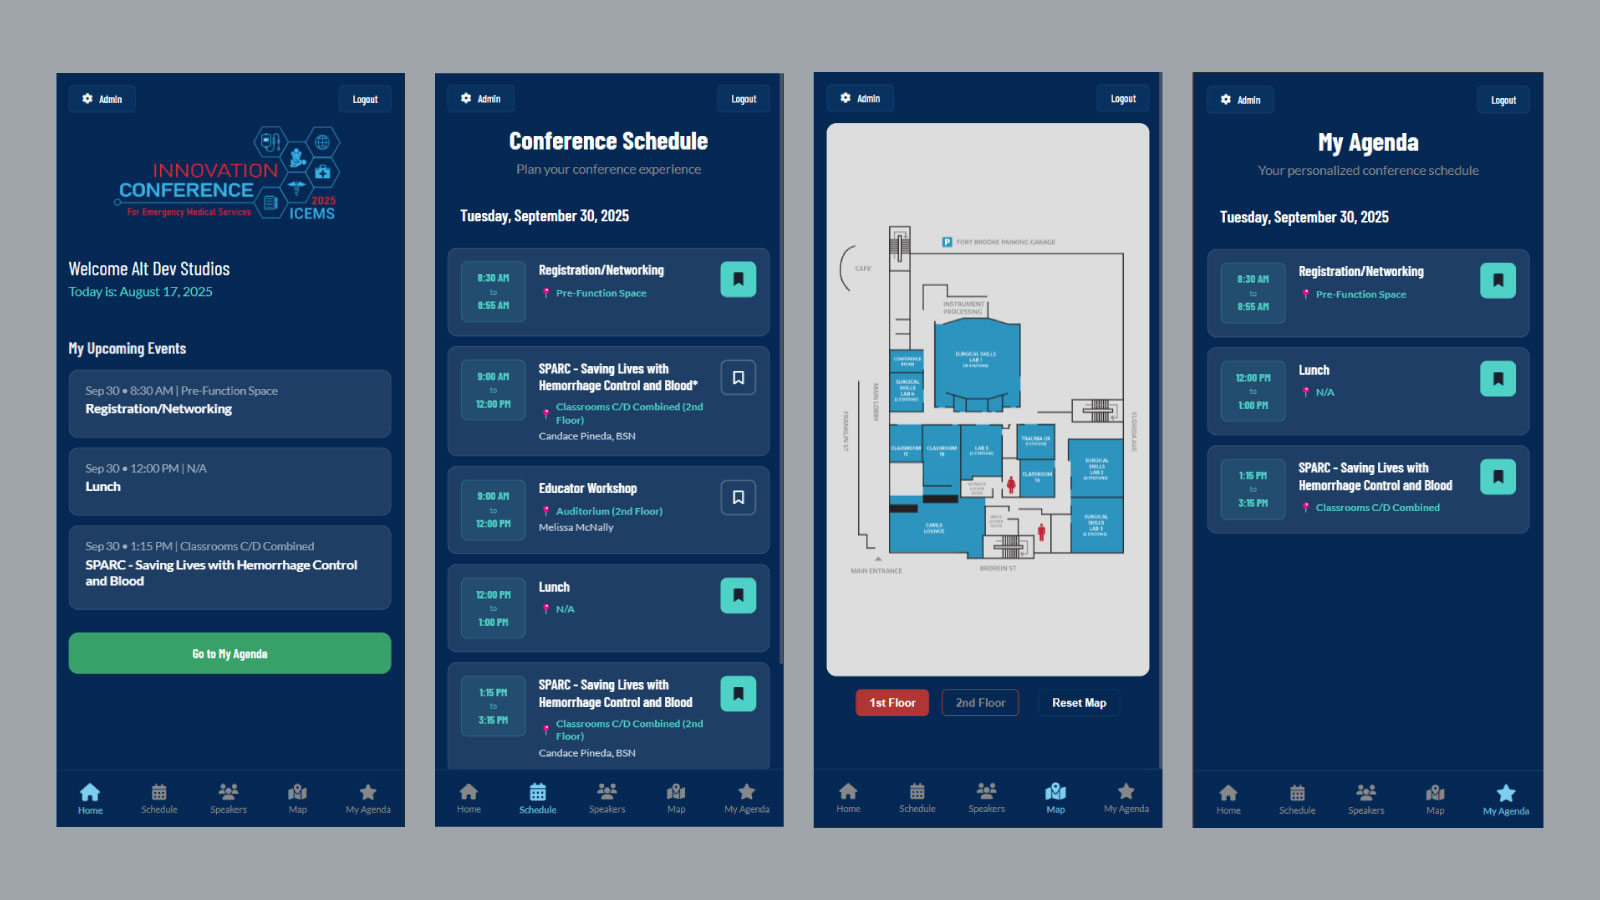 Admin
Logout
INNOVATION
CONFERENCE
For Emergency Medical Services
2025
ICEMS
Welcome Alt Dev Studios
Today is: August 17, 2025
My Upcoming Events
Sep 30 • 8:30 AM | Pre-Function Space
Registration/Networking
Sep 30 • 12:00 PM | N/A
Lunch
Sep 30 • 1:15 PM | Classrooms C/D Combined
SPARC - Saving Lives with Hemorrhage Control
and Blood
Go to My Agenda
Home
Schedule
Speakers
Map
My Agenda
Admin
Logout
Conference Schedule
Plan your conference experience
Tuesday, September 30, 2025
8:30 AM
to
8:55 AM
Registration/Networking
Pre-Function Space
9:00 AM
to
12:00 PM
SPARC - Saving Lives with
Hemorrhage Control and Blood*
Classrooms C/D Combined (2nd
Floor)
Candace Pineda, BSN
9:00 AM
to
12:00 PM
Educator Workshop
Auditorium (2nd Floor)
Melissa McNally
12:00 PM
to
1:00 PM
Lunch
N/A
1:15 PM
to
3:15 PM
SPARC - Saving Lives with
Hemorrhage Control and Blood
Classrooms C/D Combined (2nd
Floor)
Candace Pineda, BSN
Home
Schedule
Speakers
Map
My Agenda
Admin
Logout
P FORT BROOKE PARKING GARAGE
CAFE'
INSTRUMENT
PROCESSING
SURGICAL SKILLS
LAB 1
CONFERENCE
ROOM
SURGICAL
SKILLS
LAB 4
MAIN LOBBY
FRANKLIN ST
FLORIDA AVE
CLASSROOM
1C
CLASSROOM
1B
LAB 5
TRAUMA OR
CLASSROOM
1G
SURGICAL
SKILLS
LAB 2
SURGICAL
SKILLS
LAB 3
CAMLS
LOUNGE
MAIN ENTRANCE
BROREIN ST
1st Floor
2nd Floor
Reset Map
Home
Schedule
Speakers
Map
My Agenda
Admin
Logout
My Agenda
Your personalized conference schedule
Tuesday, September 30, 2025
8:30 AM
to
8:55 AM
Registration/Networking
Pre-Function Space
12:00 PM
to
1:00 PM
Lunch
N/A
1:15 PM
to
3:15 PM
SPARC - Saving Lives with
Hemorrhage Control and Blood
Classrooms C/D Combined
Home
Schedule
Speakers
Map
My Agenda